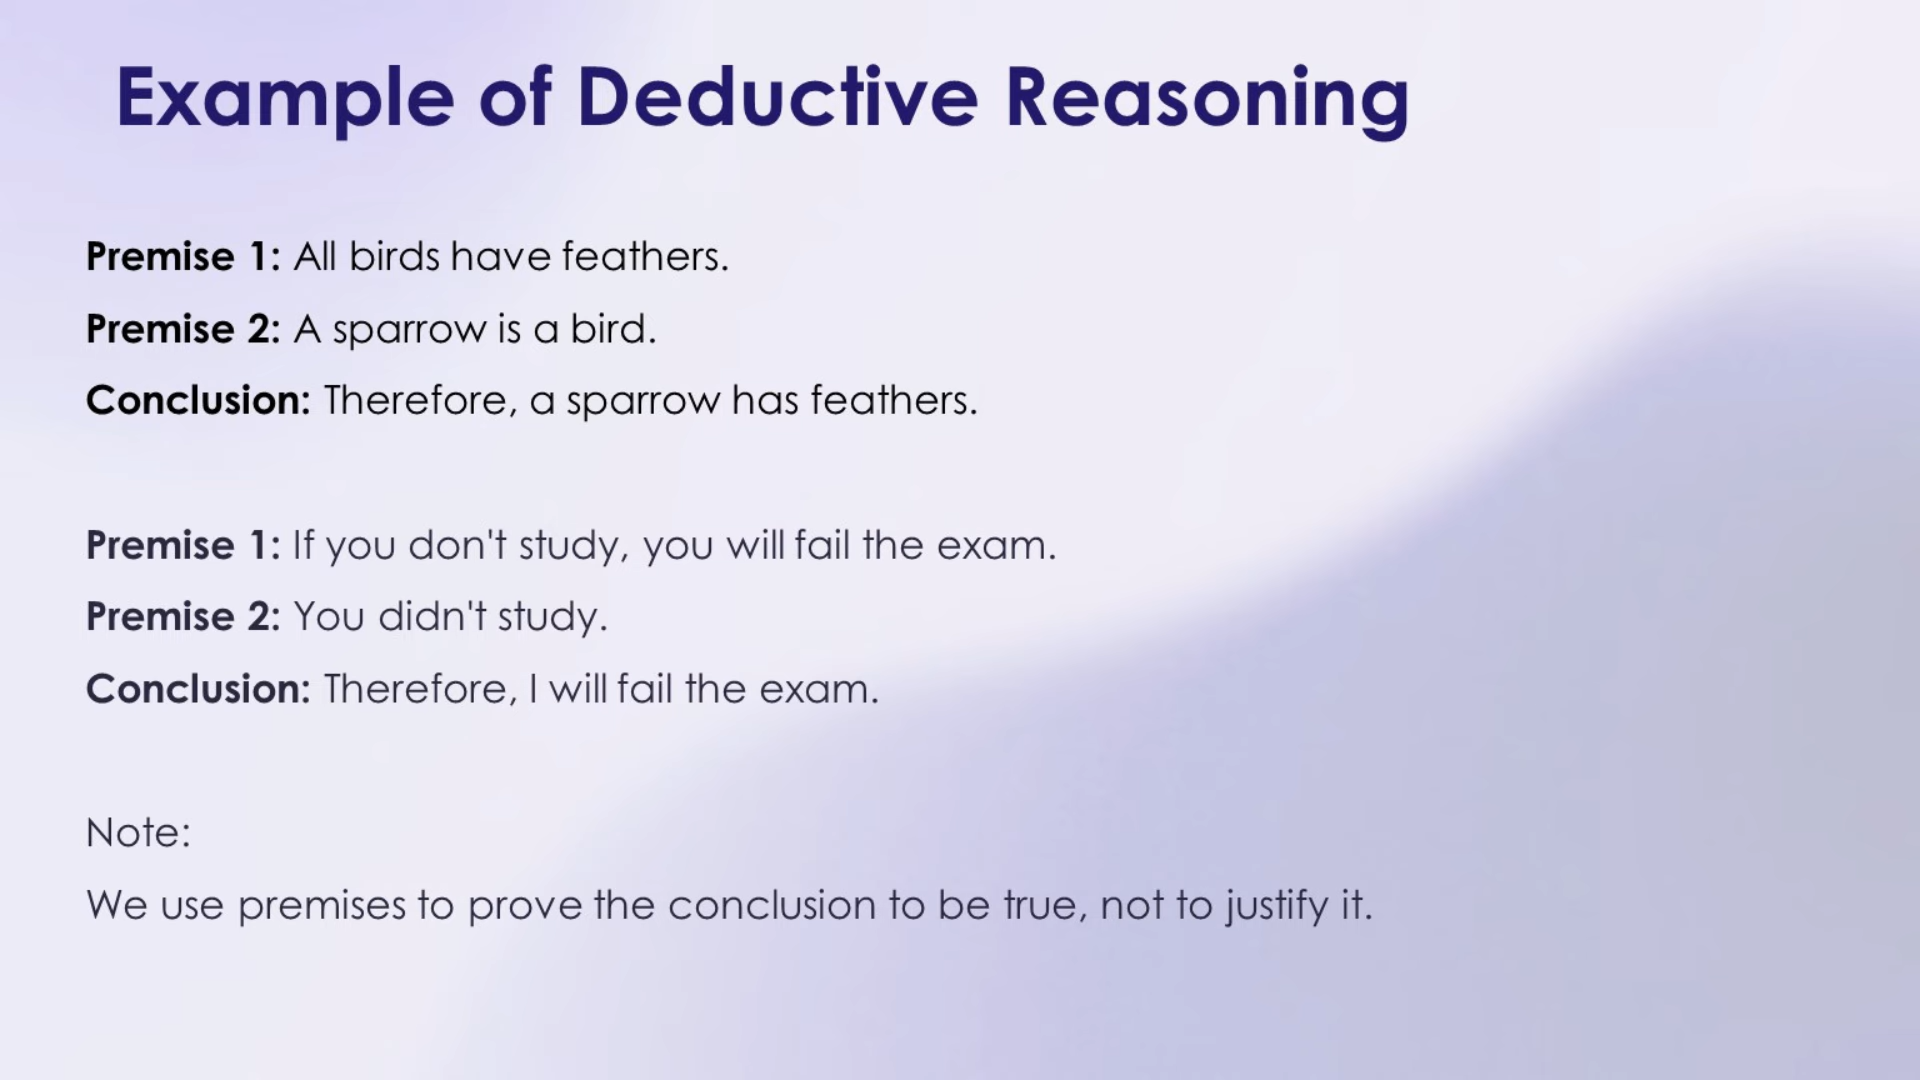 Example of Deductive Reasoning
Premise 1: All birds have feathers.
Premise 2: A sparrow is a bird.
Conclusion: Therefore, a sparrow has feathers.
Premise 1: If you don't study, you will fail the exam.
Premise 2: You didn't study.
Conclusion: Therefore, I will fail the exam.
Note:
We use premises to prove the conclusion to be true, not to justify it.